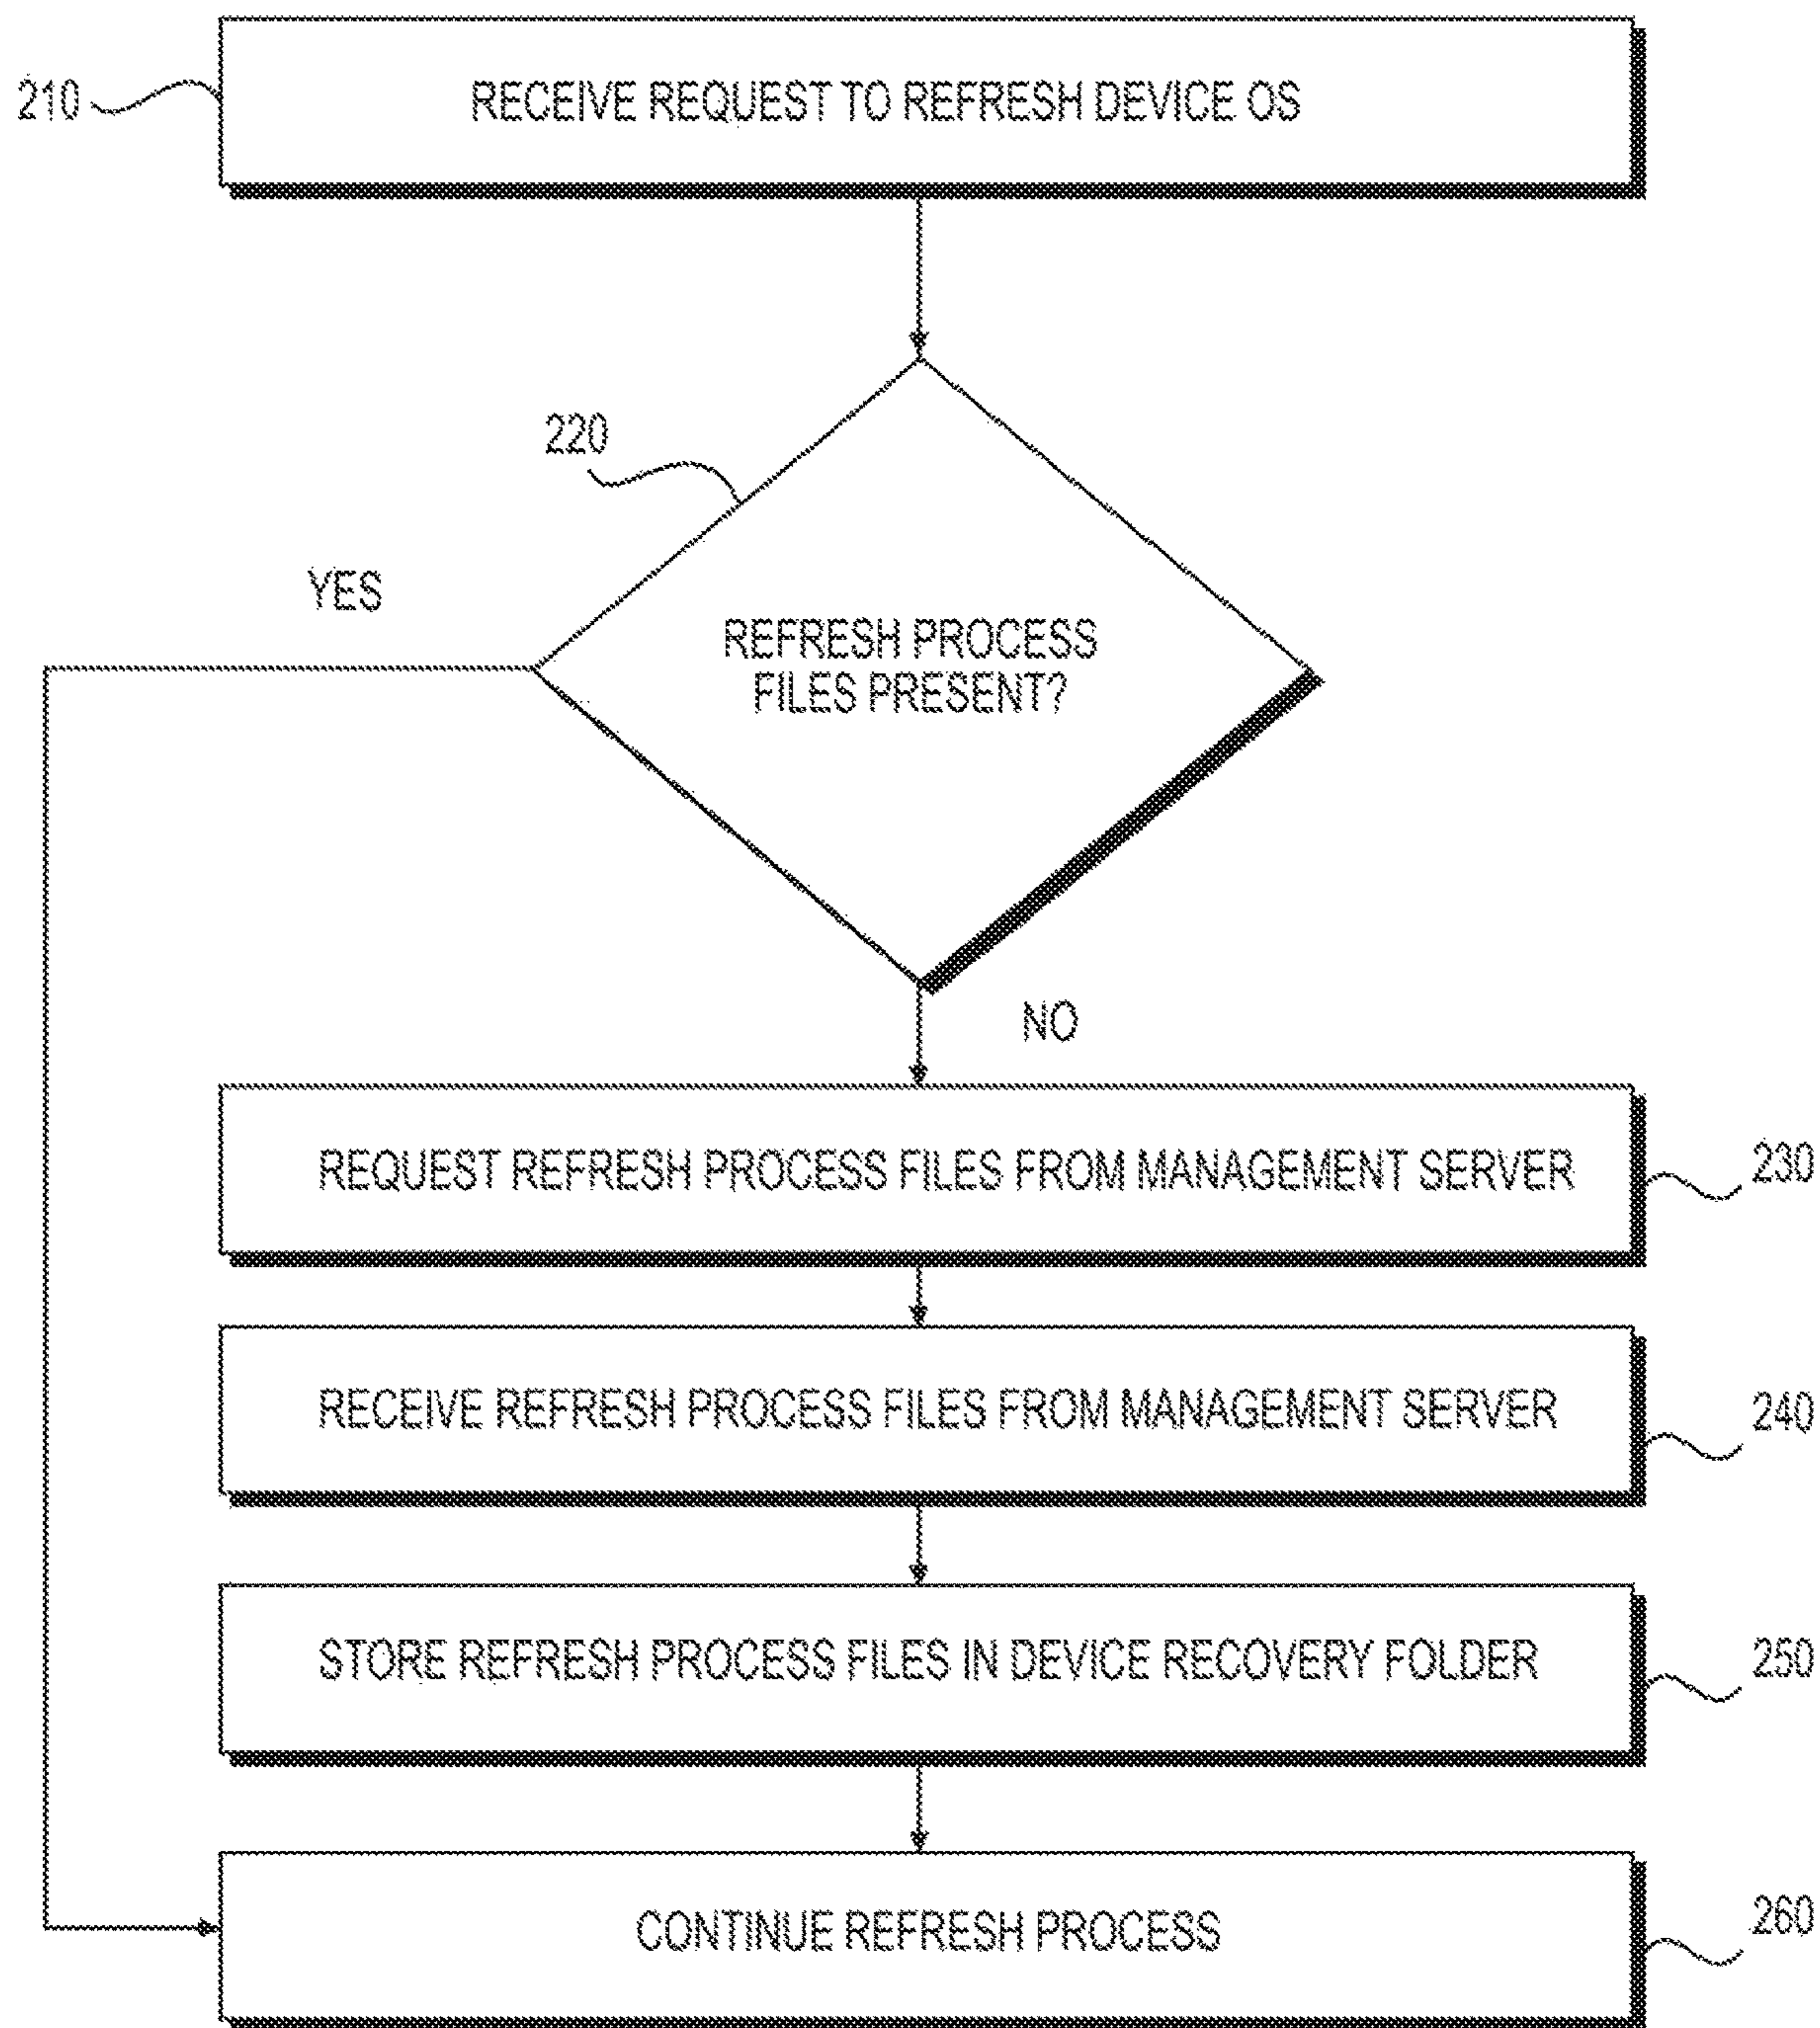 210
RECEIVE REQUEST TO REFRESH DEVICE OS
220
YES
REFRESH PROCESS
FILES PRESENT?
NO
REQUEST REFRESH PROCESS FILES FROM MANAGEMENT SERVER
230
RECEIVE REFRESH PROCESS FILES FROM MANAGEMENT SERVER
240
STORE REFRESH PROCESS FILES IN DEVICE RECOVERY FOLDER
250
CONTINUE REFRESH PROCESS
260